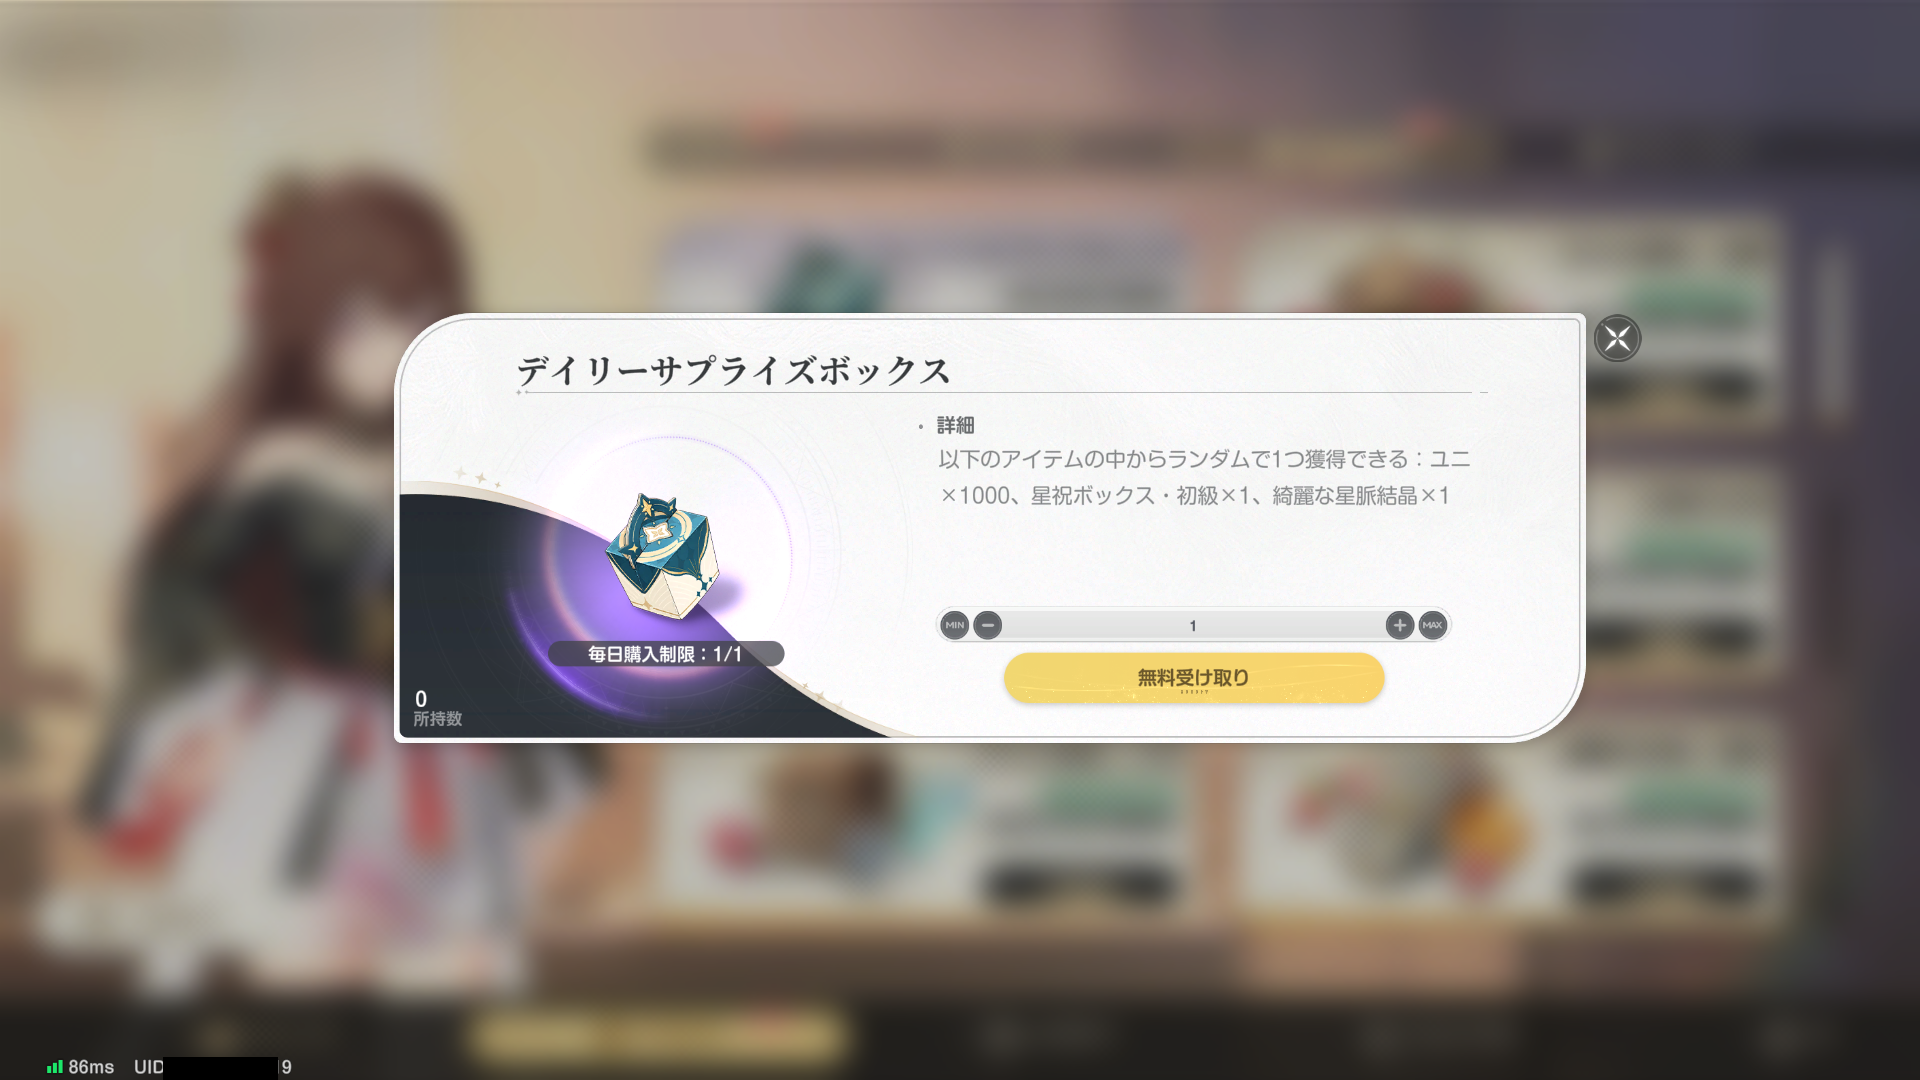 デイリーサプライズボックス
・ 詳細
以下のアイテムの中からランダムで1つ獲得できる：ユニ
×1000、星祝ボックス・初級×1、綺麗な星脈結晶×1
毎日購入制限：1/1
MIN 1 MAX
無料受け取り
0
所持数
86ms UID 9